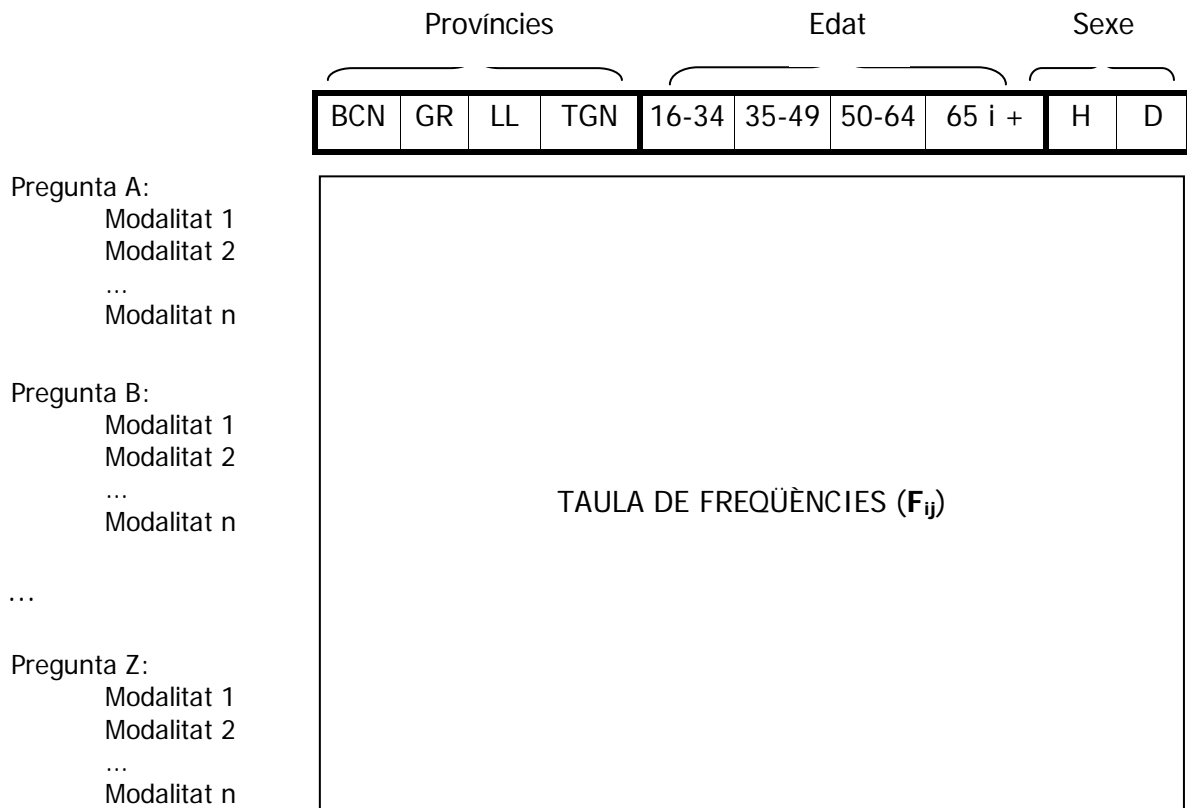 Províncies Edat Sexe
BCN GR LL TGN 16-34 35-49 50-64 65 i + H D
Pregunta A:
Modalitat 1
Modalitat 2
...
Modalitat n
Pregunta B:
Modalitat 1
Modalitat 2
...
Modalitat n
TAULA DE FREQÜÈNCIES (Fij)
...
Pregunta Z:
Modalitat 1
Modalitat 2
...
Modalitat n